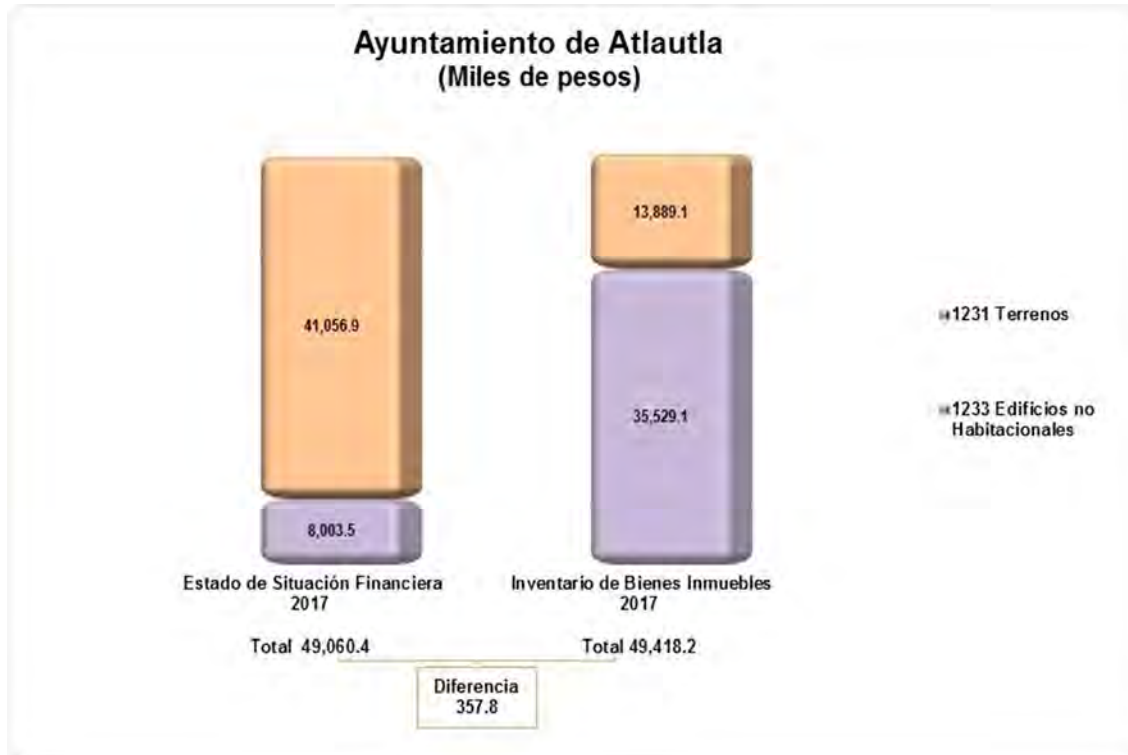 Ayuntamiento de Atlautla
(Miles de pesos)
41,056.9
8,003.5
13,889.1
35,529.1
1231 Terrenos
1233 Edificios no
Habitacionales
Estado de Situación Financiera
2017
Inventario de Bienes Inmuebles
2017
Total 49,060.4
Total 49,418.2
Diferencia
357.8